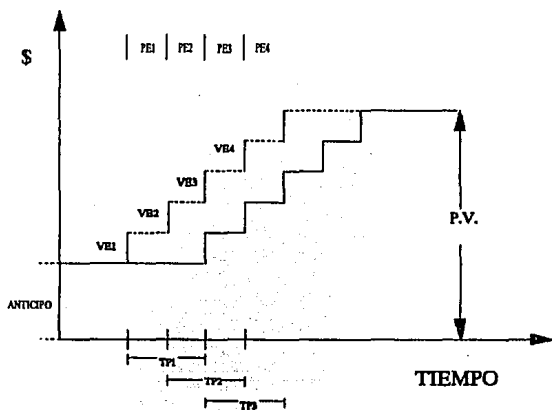 PE1 PE2 PE3 PE4
$
VE4
VE3
VE2
P.V.
VE1
ANTICIPO
TP1
TP2
TIEMPO
TP3